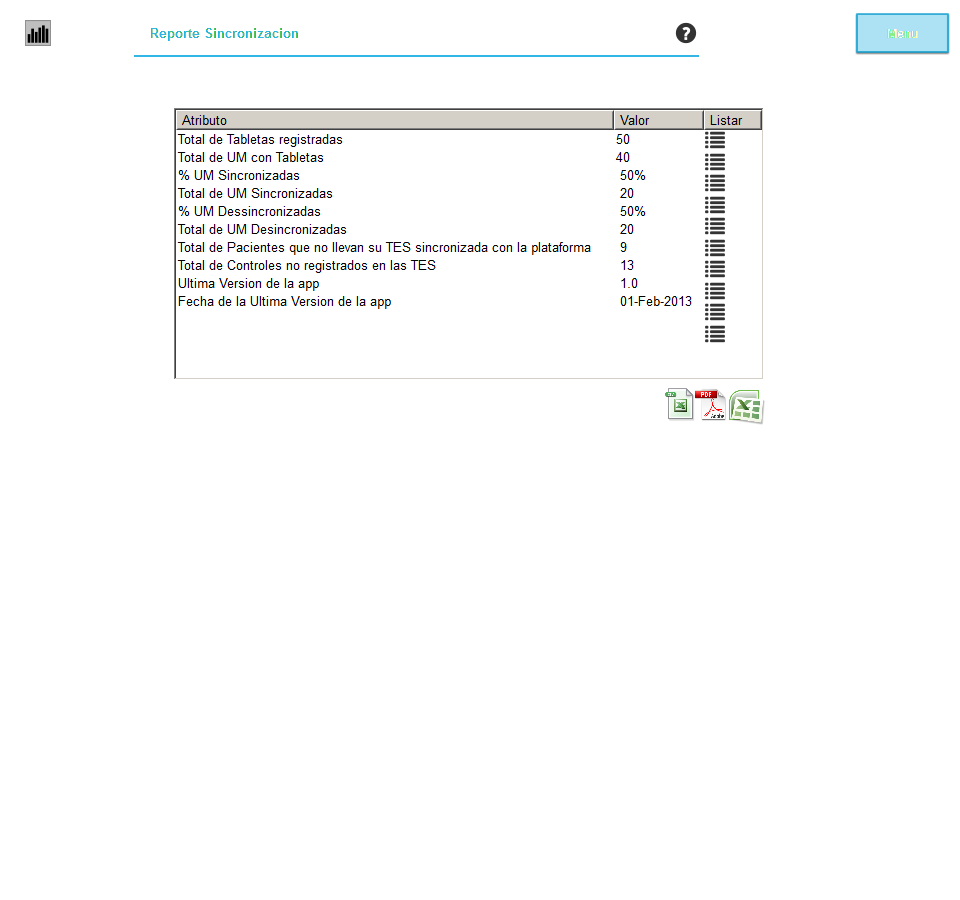 Reporte Sincronizacion
?
Menu
Atributo Valor Listar
Total de Tabletas registradas 50
Total de UM con Tabletas 40
% UM Sincronizadas 50%
Total de UM Sincronizadas 20
% UM Dessincronizadas 50%
Total de UM Desincronizadas 20
Total de Pacientes que no llevan su TES sincronizada con la plataforma 9
Total de Controles no registrados en las TES 13
Ultima Version de la app 1.0
Fecha de la Ultima Version de la app 01-Feb-2013
PDF
Adobe